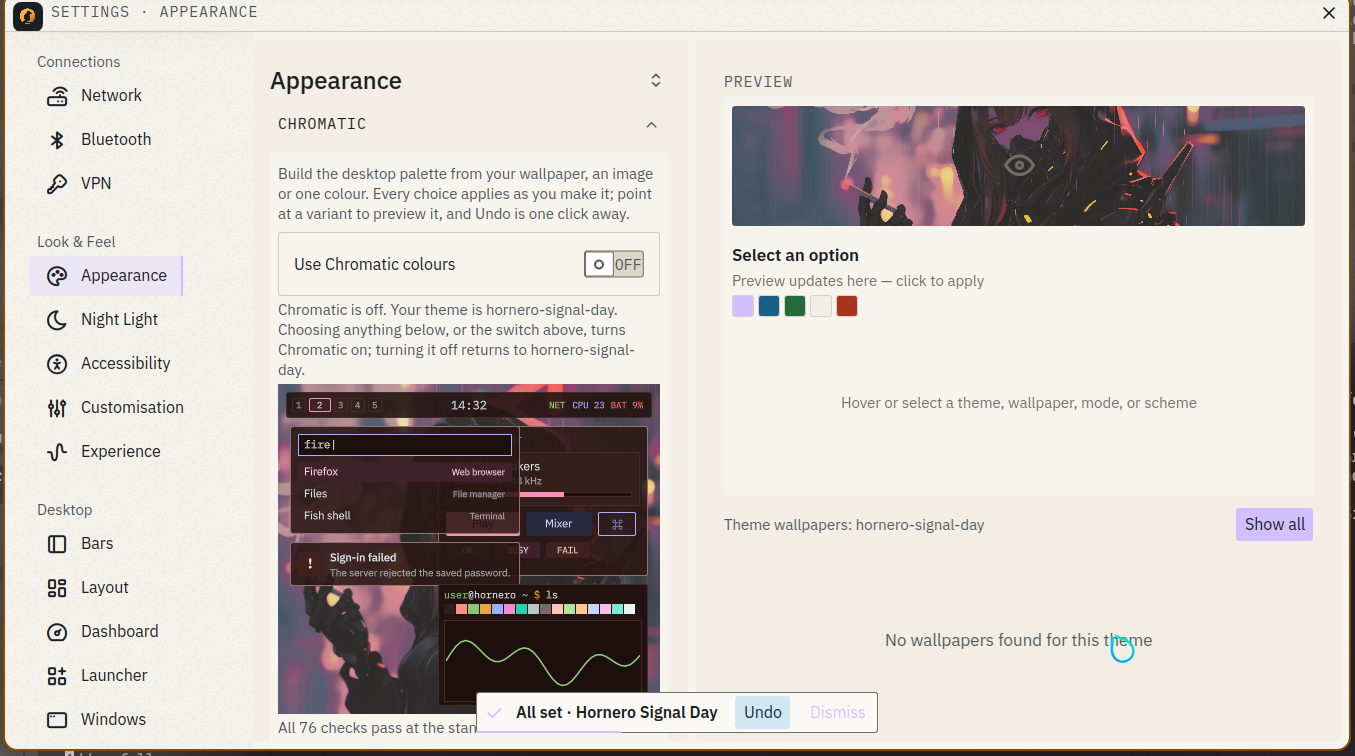 SETTINGS · APPEARANCE
Connections
Network
Bluetooth
VPN
Look & Feel
Appearance
Night Light
Accessibility
Customisation
Experience
Desktop
Bars
Layout
Dashboard
Launcher
Windows
Appearance
CHROMATIC
Build the desktop palette from your wallpaper, an image
or one colour. Every choice applies as you make it; point
at a variant to preview it, and Undo is one click away.
Use Chromatic colours
OFF
Chromatic is off. Your theme is hornero-signal-day.
Choosing anything below, or the switch above, turns
Chromatic on; turning it off returns to hornero-signal-
day.
1 2 3 4 5 14:32 NET CPU 23 BAT 9%
fire|
Firefox Web browser
Files File manager
Fish shell Terminal
kHz
Play Mixer ⌘
OK FAIL
! Sign-in failed
The server rejected the saved password.
user@hornero ~ $ ls
All 76 checks pass at the
All set · Hornero Signal Day Undo Dismiss
PREVIEW
Select an option
Preview updates here — click to apply
Hover or select a theme, wallpaper, mode, or scheme
Theme wallpapers: hornero-signal-day
Show all
No wallpapers found for this theme